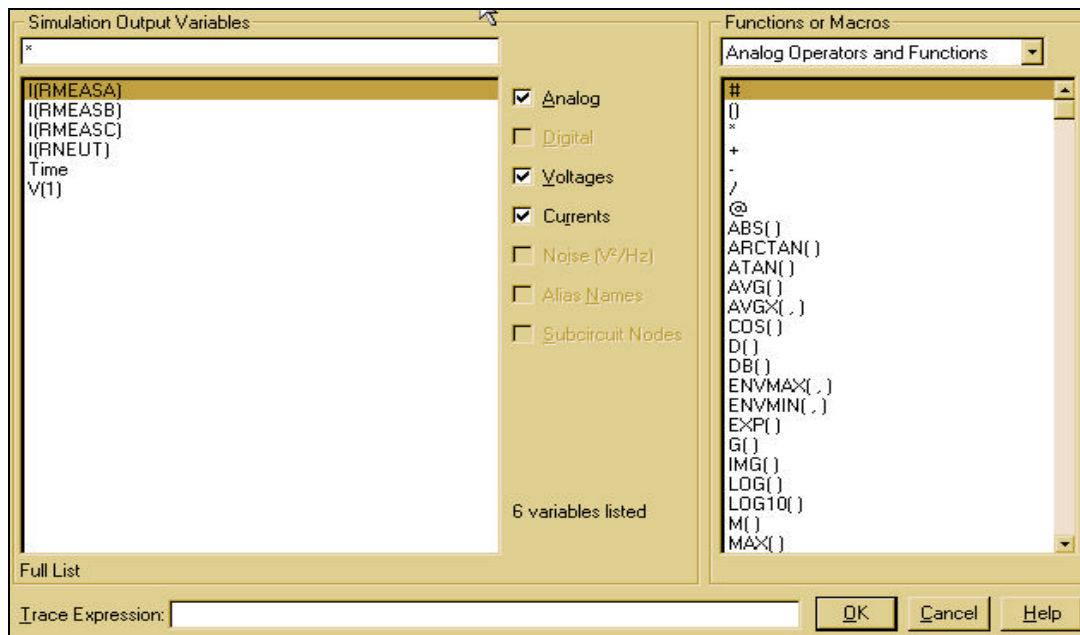 Simulation Output Variables
*
I(RMEASA)
I(RMEASB)
I(RMEASC)
I(RNEUT)
Time
V(1)
Analog
Digital
Voltages
Currents
Noise (V²/Hz)
Alias Names
Subcircuit Nodes
6 variables listed
Full List
Functions or Macros
Analog Operators and Functions
#
()
*
+
-
/
@
ABS( )
ARCTAN( )
ATAN( )
AVG( )
AVGX( , )
COS( )
D( )
DB( )
ENVMAX( , )
ENVMIN( , )
EXP( )
G( )
IMG( )
LOG( )
LOG10( )
M( )
MAX( )
Trace Expression:
OK
Cancel
Help